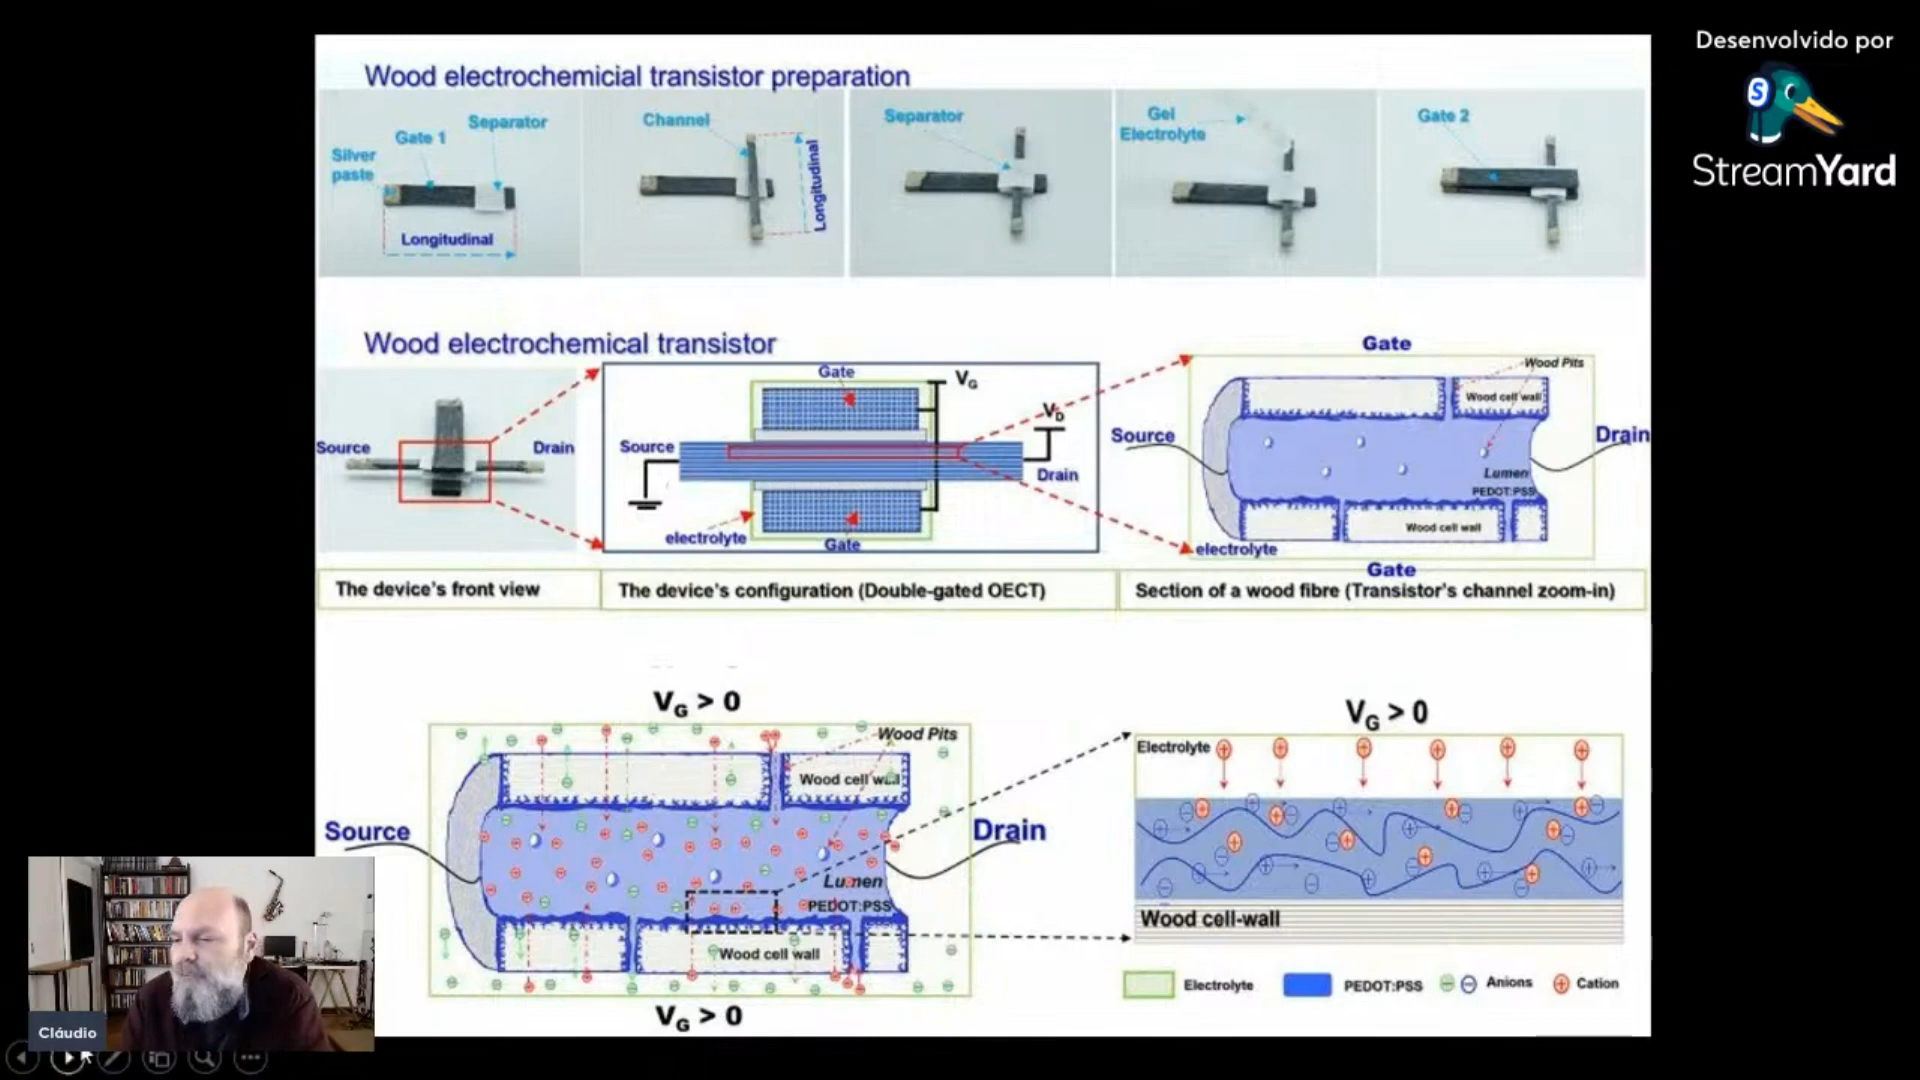 Desenvolvido por
StreamYard
Wood electrochemicial transistor preparation
Silver
paste
Gate 1
Separator
Longitudinal
Channel
Longitudinal
Separator
Gel
Electrolyte
Gate 2
Wood electrochemical transistor
Source
Drain
Gate
VG
VD
Source
Drain
electrolyte
Gate
Gate
Wood Pits
Wood cell wall
Source
Drain
Lumen
PEDOT:PSS
Wood cell wall
electrolyte
Gate
The device's front view
The device's configuration (Double-gated OECT)
Section of a wood fibre (Transistor's channel zoom-in)
VG > 0
Wood Pits
Wood cell wall
Source
Drain
Lumen
PEDOT:PSS
Wood cell wall
VG > 0
VG > 0
Electrolyte
Wood cell-wall
Electrolyte
PEDOT:PSS
Anions
Cation
Cláudio